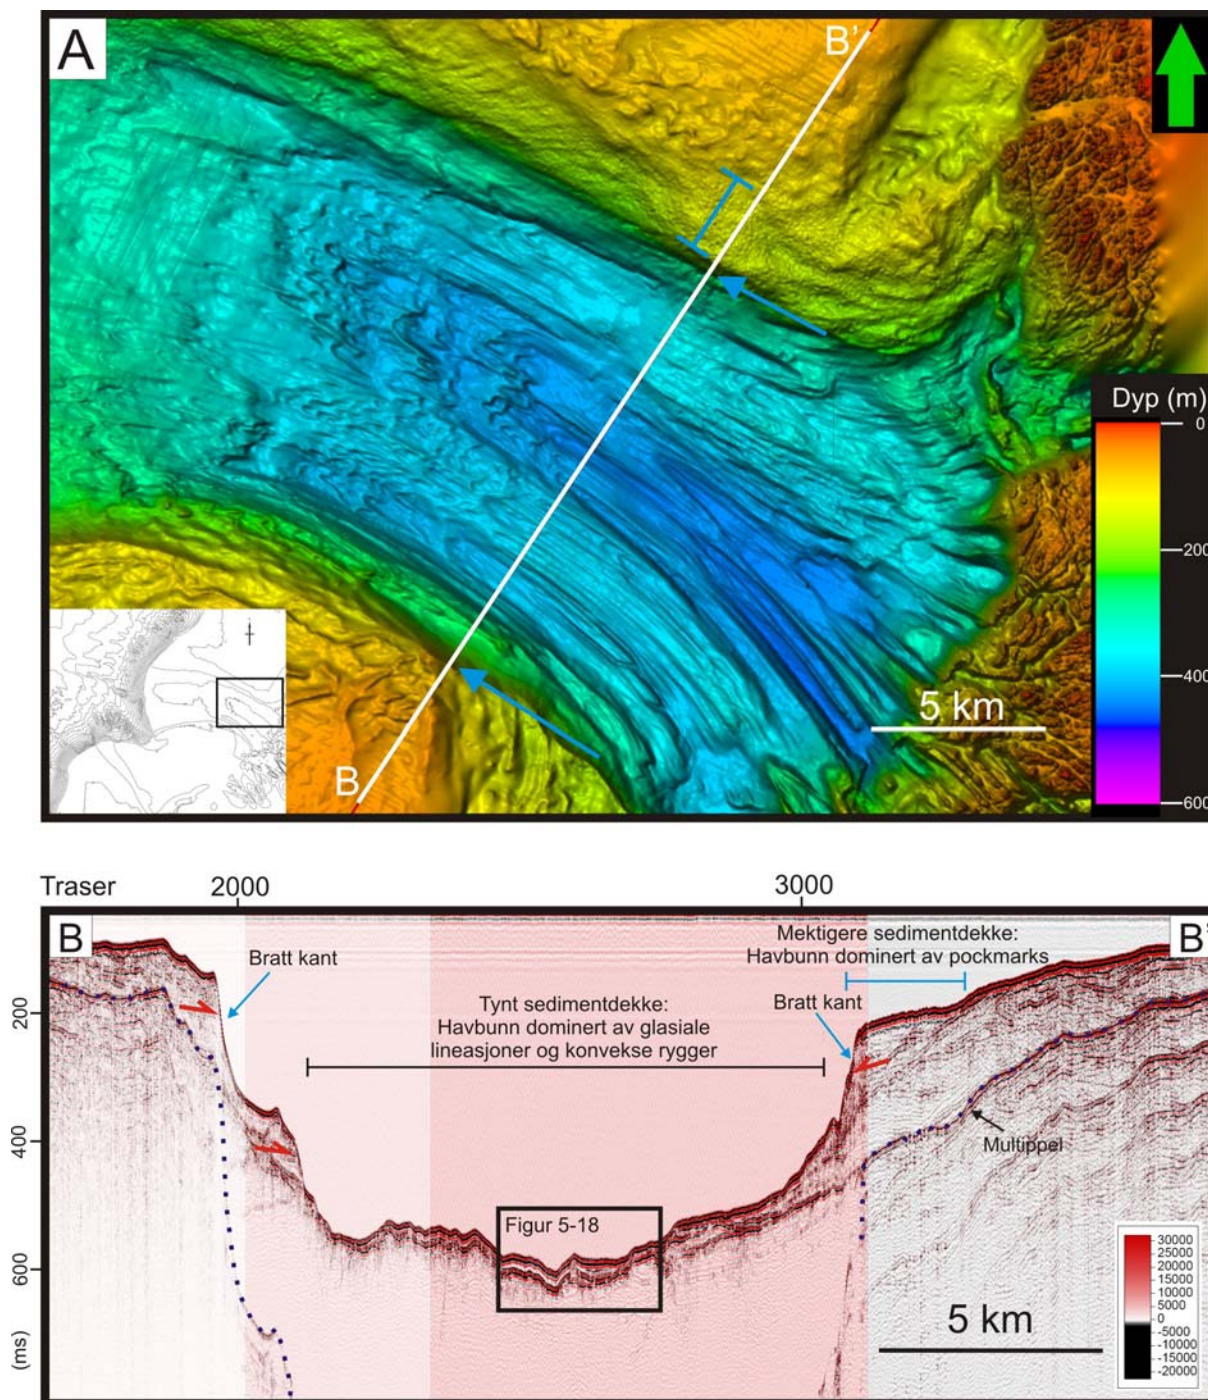 A
B'
Dyp (m)
0
200
400
600
5 km
B
Traser
2000
3000
B
B'
Mektigere sedimentdekke:
Havbunn dominert av pockmarks
Bratt kant
Bratt kant
Tynt sedimentdekke:
Havbunn dominert av glasiale
lineasjoner og konvekse rygger
200
400
600
(ms)
Multippel
Figur 5-18
5 km
30000
25000
20000
15000
10000
5000
0
-5000
-10000
-15000
-20000